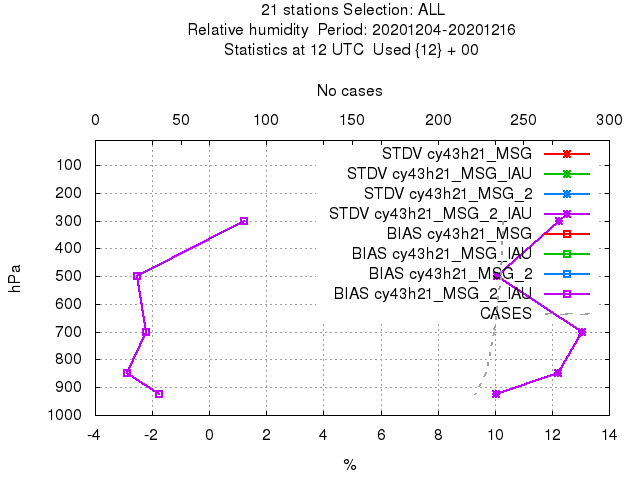 21 stations Selection: ALL
Relative humidity  Period: 20201204-20201216
Statistics at 12 UTC  Used {12} + 00
No cases
0 50 100 150 200 250 300
100
200
300
400
500
600
700
800
900
1000
hPa
STDV cy43h21_MSG
STDV cy43h21_MSG_IAU
STDV cy43h21_MSG_2
STDV cy43h21_MSG_2_IAU
BIAS cy43h21_MSG
BIAS cy43h21_MSG_IAU
BIAS cy43h21_MSG_2
BIAS cy43h21_MSG_2_IAU
CASES
-4 -2 0 2 4 6 8 10 12 14
%